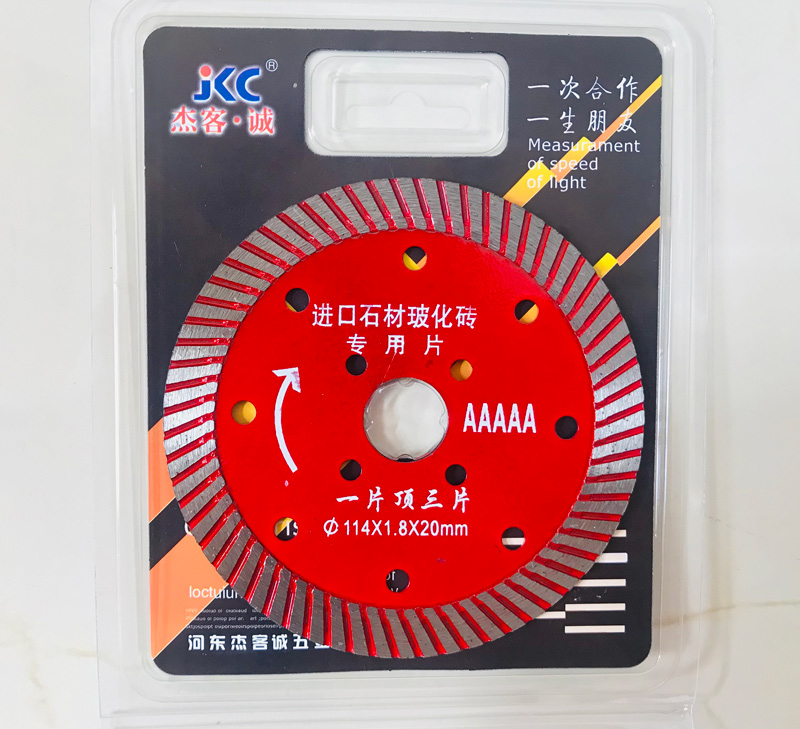 JKC®
杰客·诚
一次合作
一生朋友
Measurament
of speed
of light
进口石材玻化砖
专用片
AAAAA
一片顶三片
Ø114X1.8X20mm
河东杰客诚五金